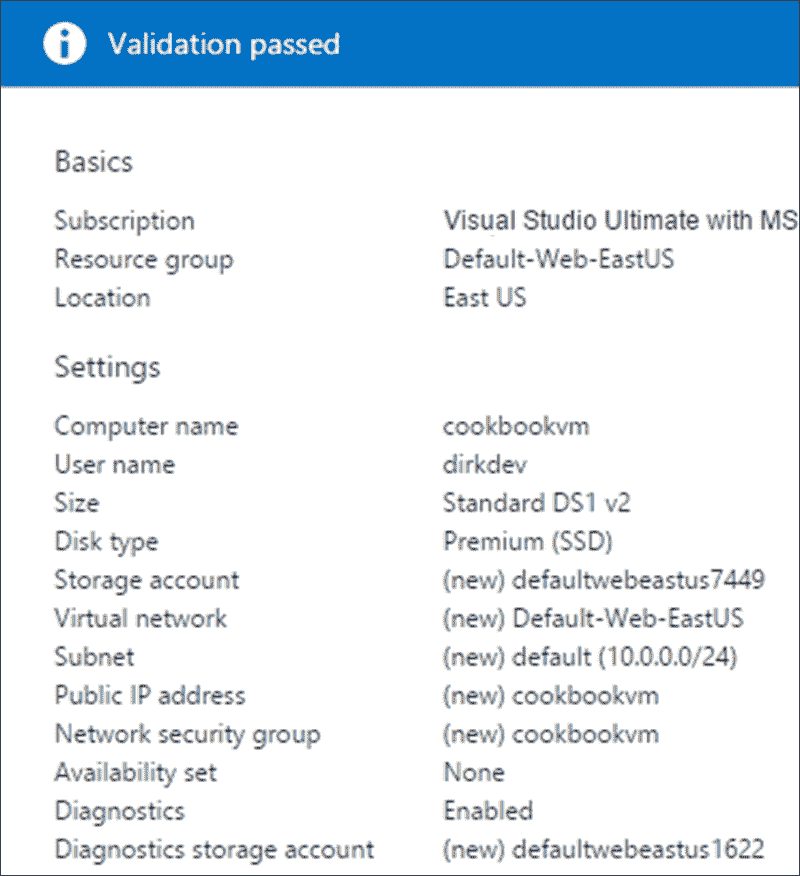 Validation passed
Basics
Subscription Visual Studio Ultimate with MS
Resource group Default-Web-EastUS
Location East US
Settings
Computer name cookbookvm
User name dirkdev
Size Standard DS1 v2
Disk type Premium (SSD)
Storage account (new) defaultwebeastus7449
Virtual network (new) Default-Web-EastUS
Subnet (new) default (10.0.0.0/24)
Public IP address (new) cookbookvm
Network security group (new) cookbookvm
Availability set None
Diagnostics Enabled
Diagnostics storage account (new) defaultwebeastus1622